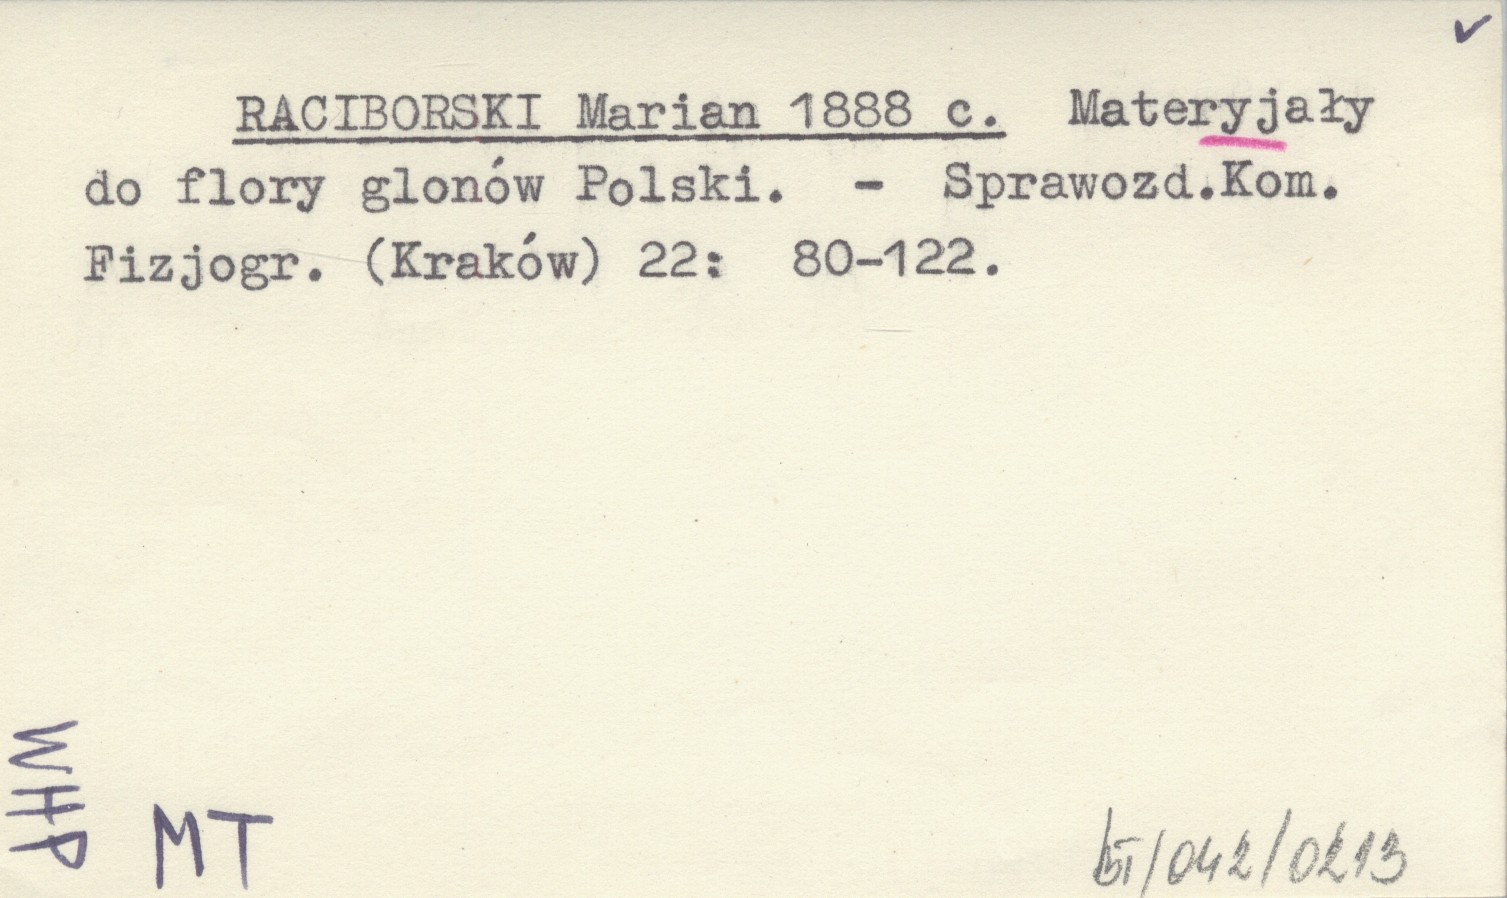 ✓
RACIBORSKI Marian 1888 c. Materyjały
do flory glonów Polski. - Sprawozd.Kom.
Fizjogr. (Kraków) 22: 80-122.
WHP
MT
/042/0213